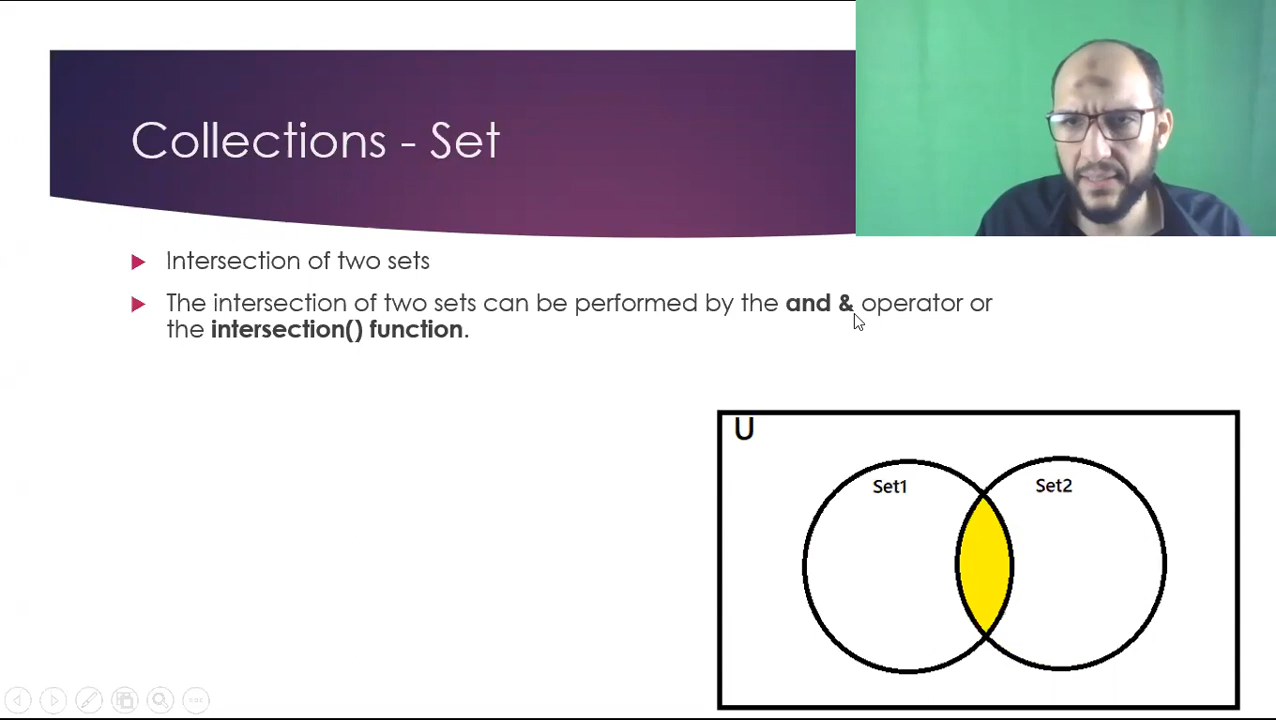 Collections - Set
Intersection of two sets
The intersection of two sets can be performed by the and & operator or
the intersection() function.
U
Set1
Set2